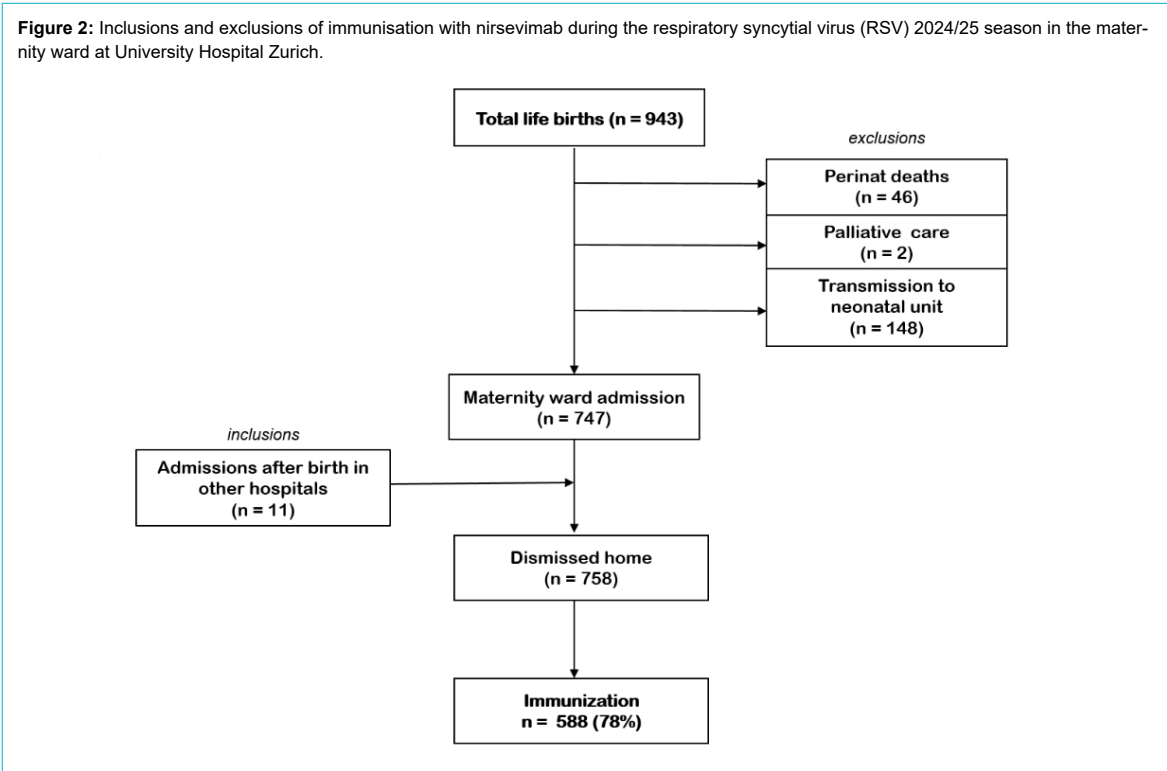 Figure 2: Inclusions and exclusions of immunisation with nirsevimab during the respiratory syncytial virus (RSV) 2024/25 season in the mater-
nity ward at University Hospital Zurich.
Total life births (n = 943)
exclusions
Perinat deaths
(n = 46)
Palliative care
(n = 2)
Transmission to
neonatal unit
(n = 148)
Maternity ward admission
(n = 747)
inclusions
Admissions after birth in
other hospitals
(n = 11)
Dismissed home
(n = 758)
Immunization
n = 588 (78%)